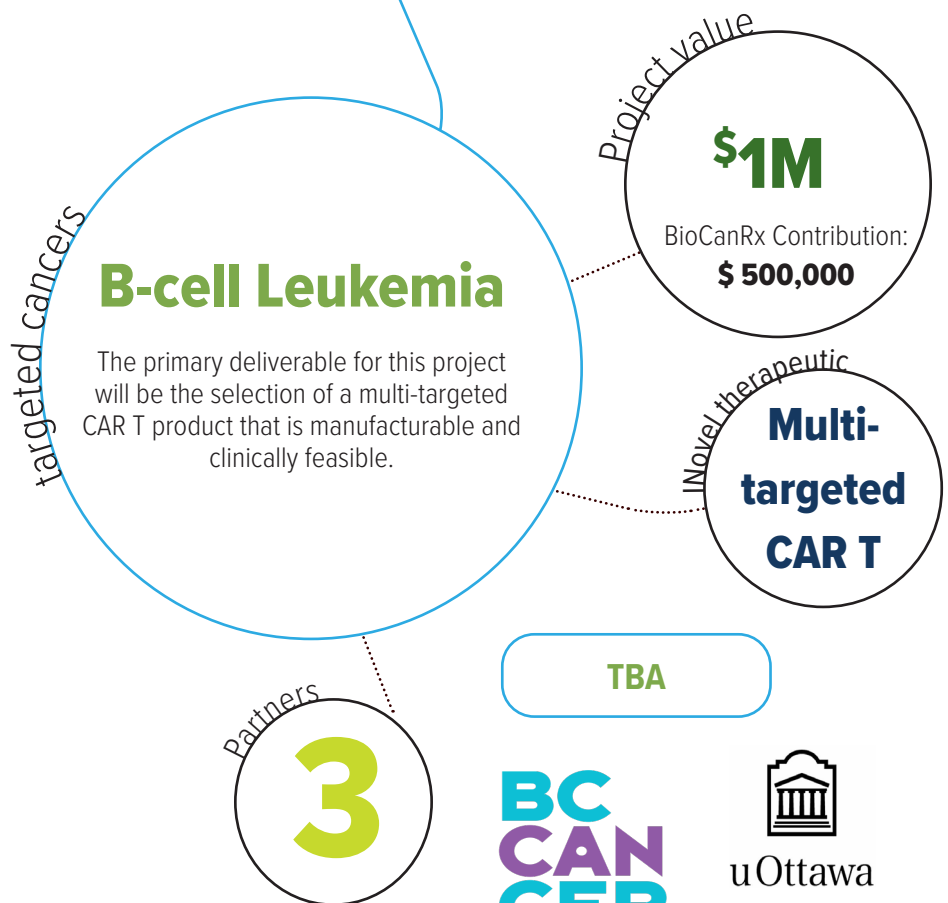 Project value
$1M
BioCanRx Contribution:
$ 500,000
targeted cancers
B-cell Leukemia
The primary deliverable for this project
will be the selection of a multi-targeted
CAR T product that is manufacturable and
clinically feasible.
INovel therapeutic
Multi-
targeted
CAR T
TBA
Partners
3
BC
CAN
CER
uOttawa